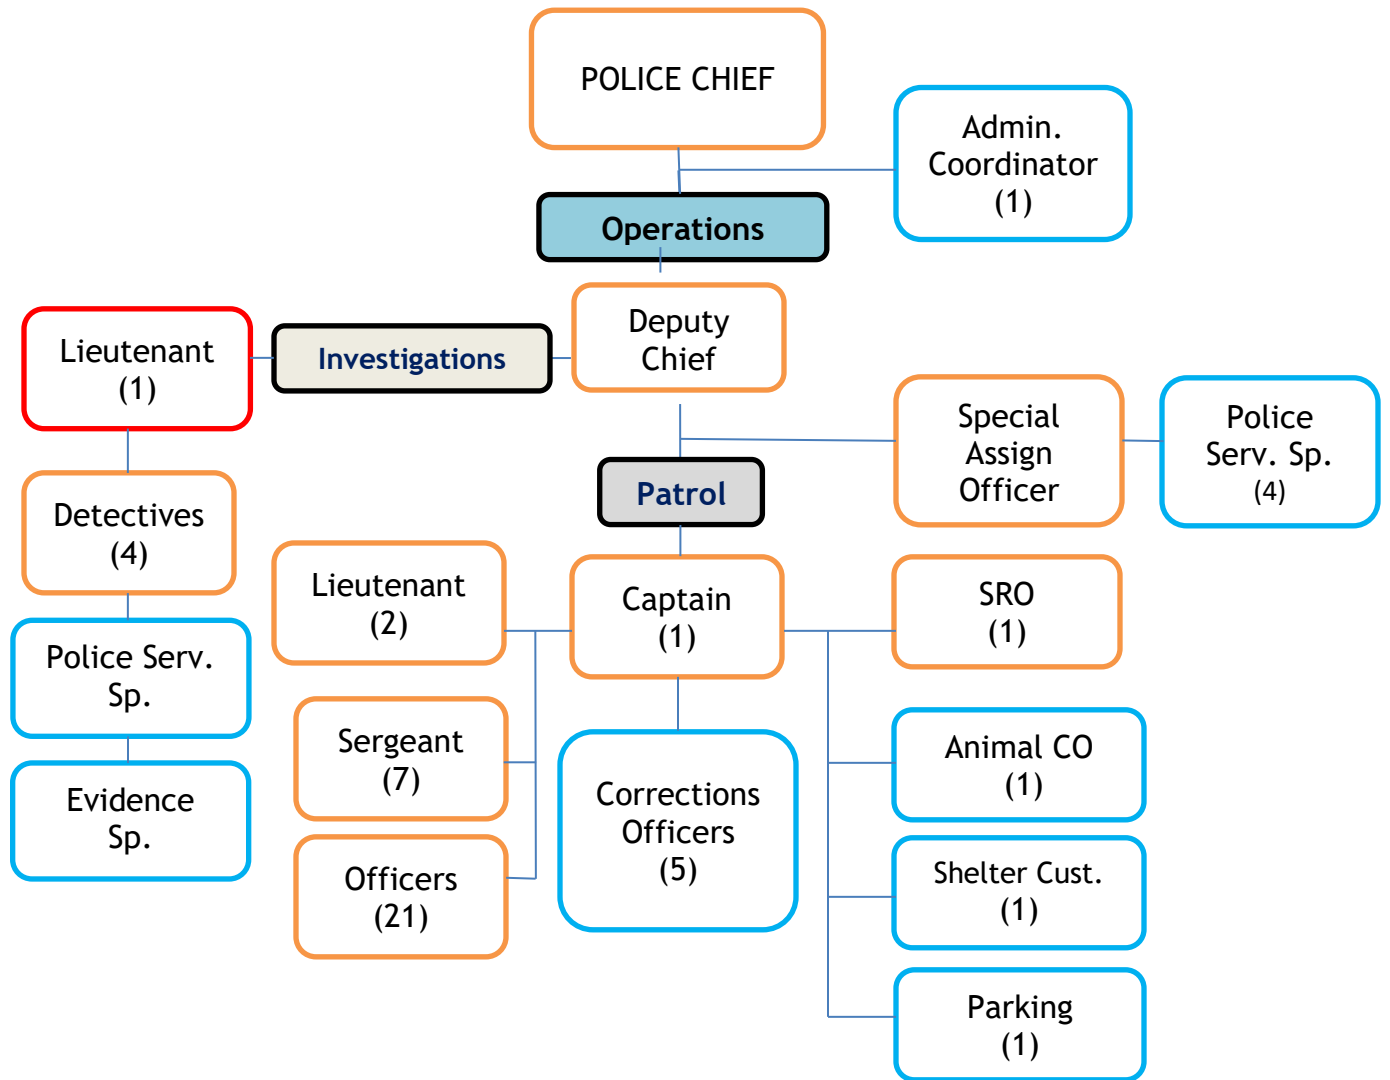 POLICE CHIEF
Admin.
Coordinator
(1)
Operations
Deputy
Chief
Lieutenant
(1)
Investigations
Special
Assign
Officer
Police
Serv. Sp.
(4)
Patrol
Detectives
(4)
Lieutenant
(2)
Captain
(1)
SRO
(1)
Police Serv.
Sp.
Sergeant
(7)
Corrections
Officers
(5)
Animal CO
(1)
Evidence
Sp.
Officers
(21)
Shelter Cust.
(1)
Parking
(1)